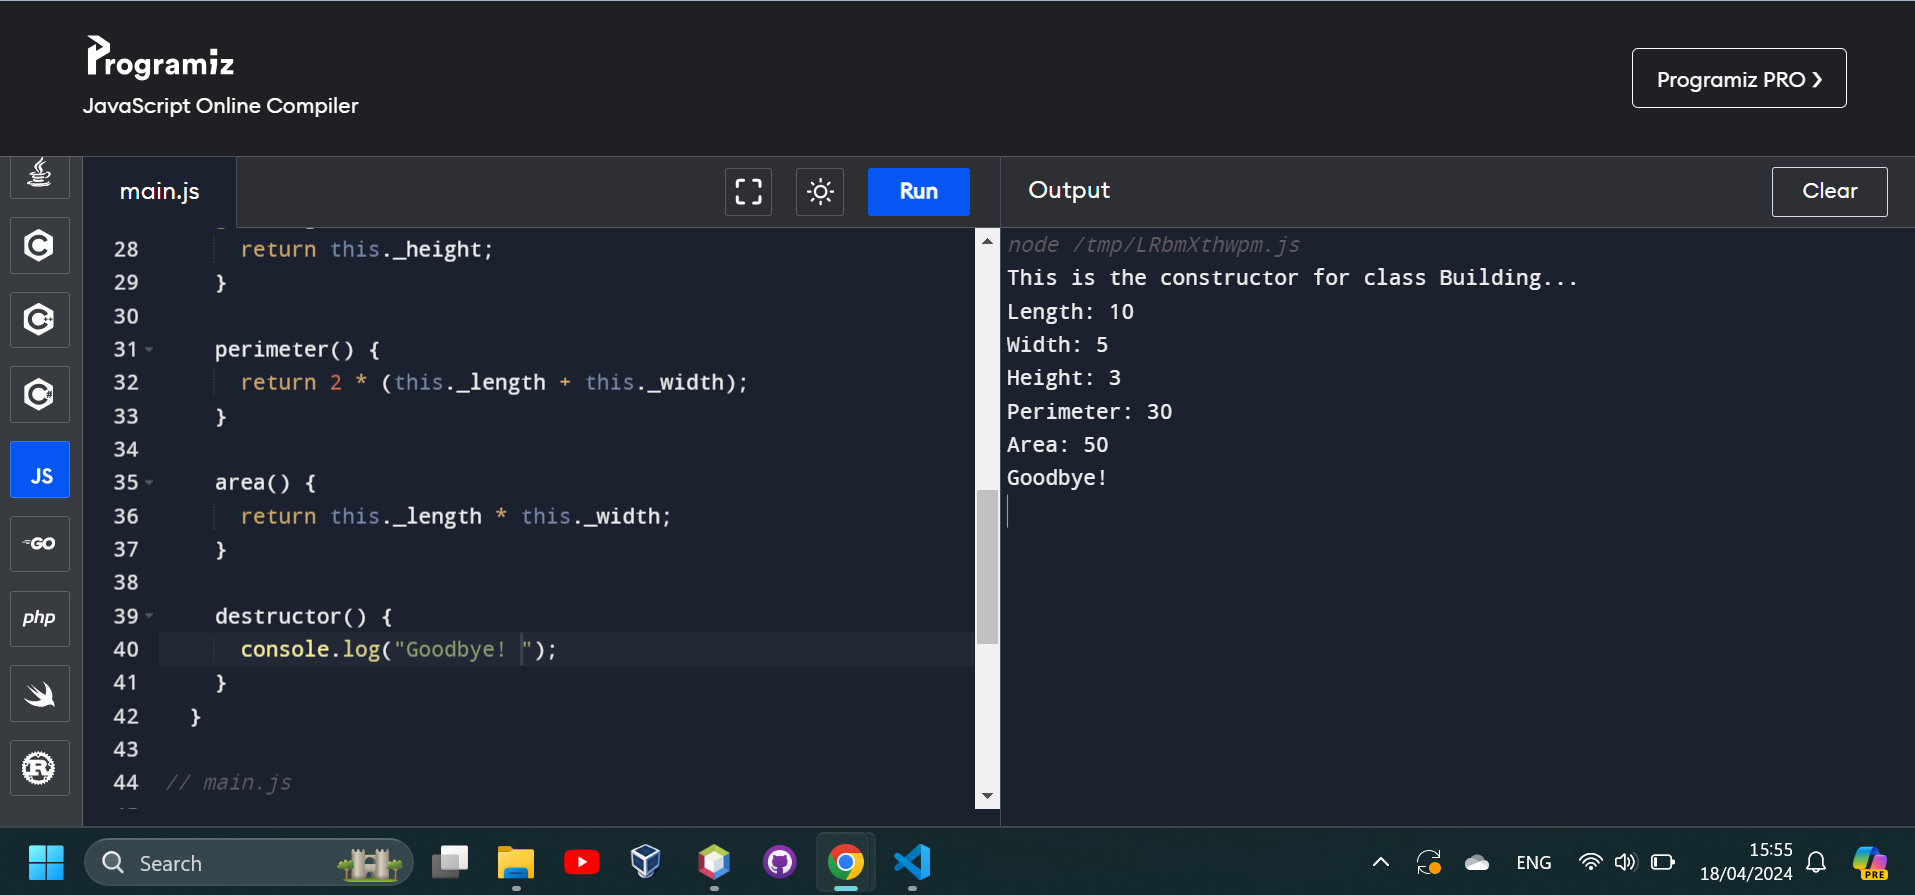 Programiz
JavaScript Online Compiler
Programiz PRO ❯
main.js
Run
Output
Clear
28 return this._height;
29 }
30
31 perimeter() {
32 return 2 * (this._length + this._width);
33 }
34
35 area() {
36 return this._length * this._width;
37 }
38
39 destructor() {
40 console.log("Goodbye! ");
41 }
42 }
43
44 // main.js
node /tmp/LRbmXthwpm.js
This is the constructor for class Building...
Length: 10
Width: 5
Height: 3
Perimeter: 30
Area: 50
Goodbye!
C
C++
C#
JS
GO
php
R
Search
ENG
15:55
18/04/2024
PRE